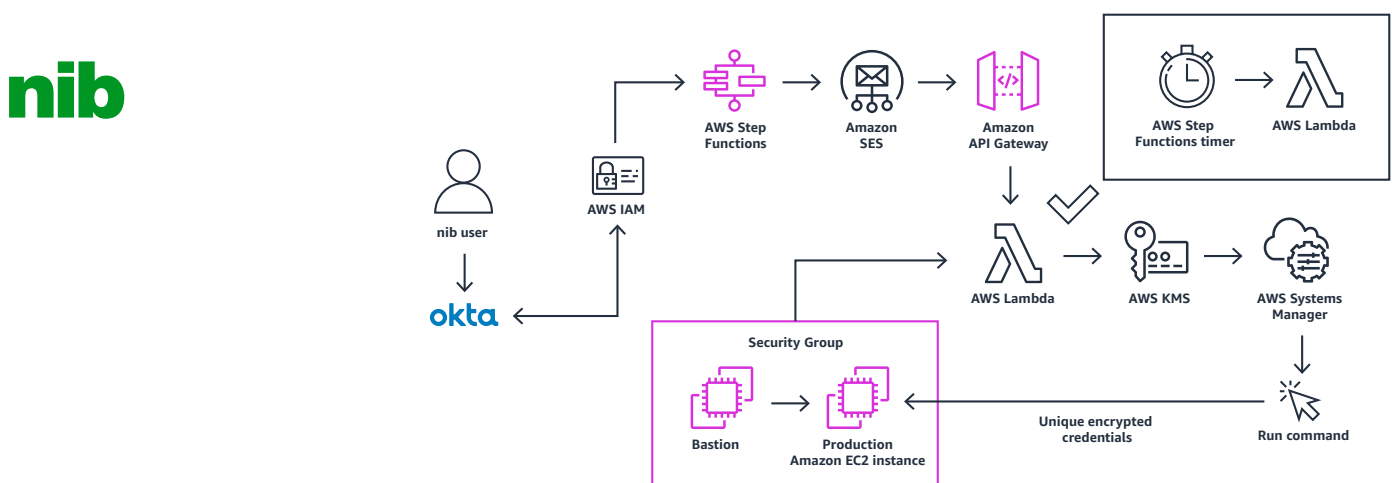 nib
AWS Step
Functions
Amazon
SES
Amazon
API Gateway
AWS Step
Functions timer
AWS Lambda
nib user
AWS IAM
okta
AWS Lambda
AWS KMS
AWS Systems
Manager
Security Group
Bastion
Production
Amazon EC2 instance
Unique encrypted
credentials
Run command